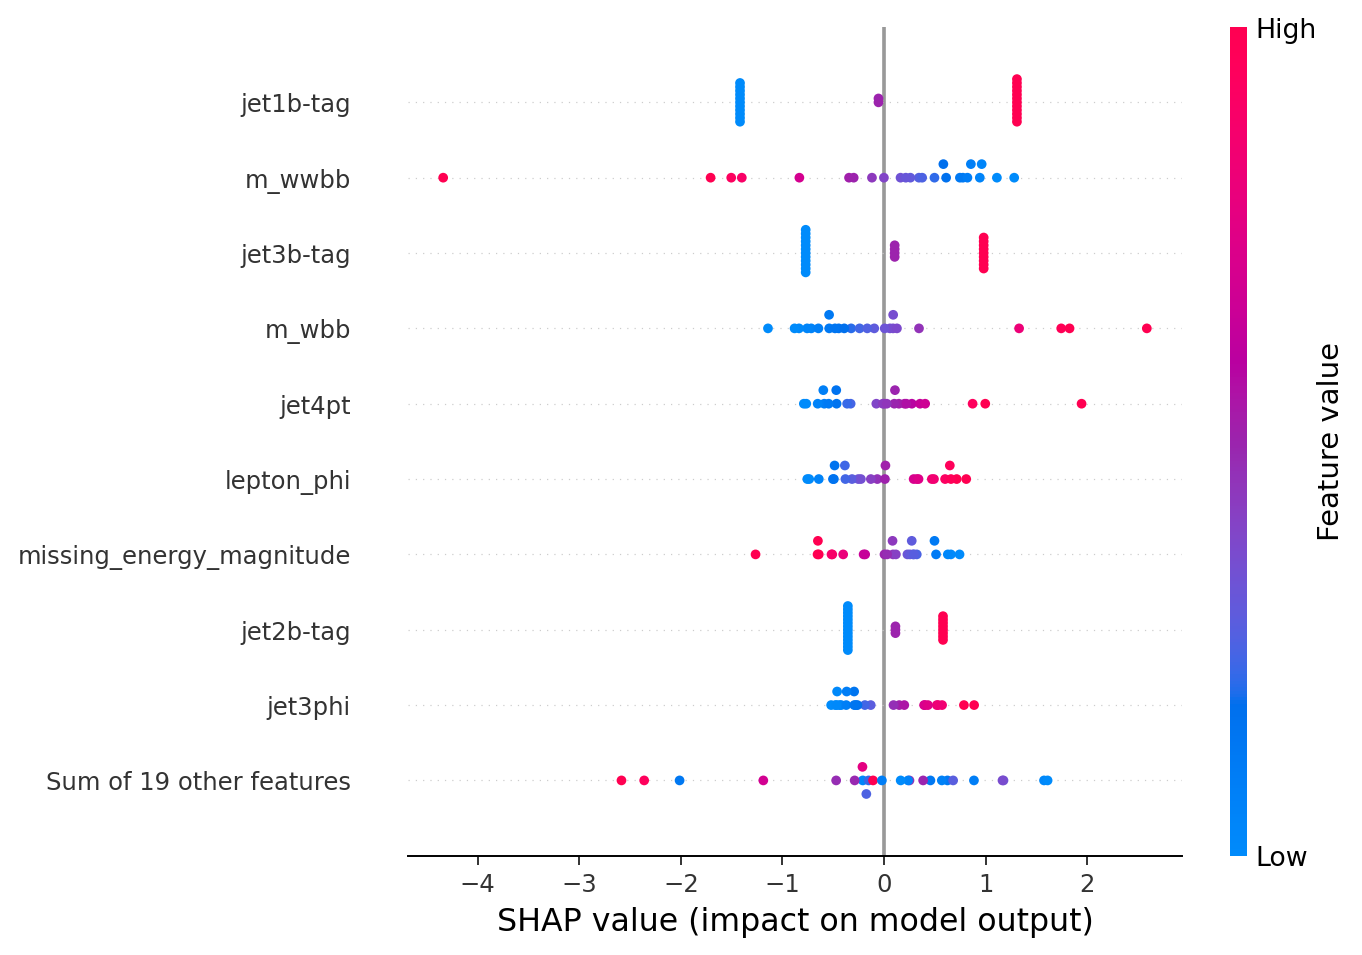 High
jet1b-tag
m_wwbb
jet3b-tag
m_wbb
jet4pt
lepton_phi
missing_energy_magnitude
jet2b-tag
jet3phi
Sum of 19 other features
Feature value
Low
−4 −3 −2 −1 0 1 2
SHAP value (impact on model output)